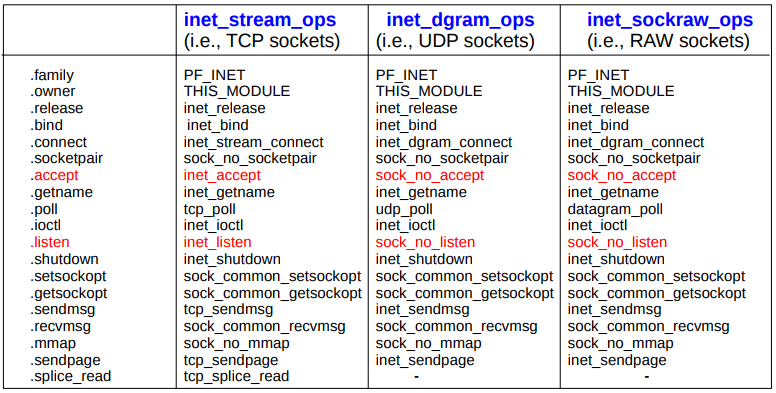 inet_stream_ops inet_dgram_ops inet_sockraw_ops
(i.e., TCP sockets) (i.e., UDP sockets) (i.e., RAW sockets)
.family PF_INET PF_INET PF_INET
.owner THIS_MODULE THIS_MODULE THIS_MODULE
.release inet_release inet_release inet_release
.bind inet_bind inet_bind inet_bind
.connect inet_stream_connect inet_dgram_connect inet_dgram_connect
.socketpair sock_no_socketpair sock_no_socketpair sock_no_socketpair
.accept inet_accept sock_no_accept sock_no_accept
.getname inet_getname inet_getname inet_getname
.poll tcp_poll udp_poll datagram_poll
.ioctl inet_ioctl inet_ioctl inet_ioctl
.listen inet_listen sock_no_listen sock_no_listen
.shutdown inet_shutdown inet_shutdown inet_shutdown
.setsockopt sock_common_setsockopt sock_common_setsockopt sock_common_setsockopt
.getsockopt sock_common_getsockopt sock_common_getsockopt sock_common_getsockopt
.sendmsg tcp_sendmsg inet_sendmsg inet_sendmsg
.recvmsg sock_common_recvmsg sock_common_recvmsg sock_common_recvmsg
.mmap sock_no_mmap sock_no_mmap sock_no_mmap
.sendpage tcp_sendpage inet_sendpage inet_sendpage
.splice_read tcp_splice_read - -